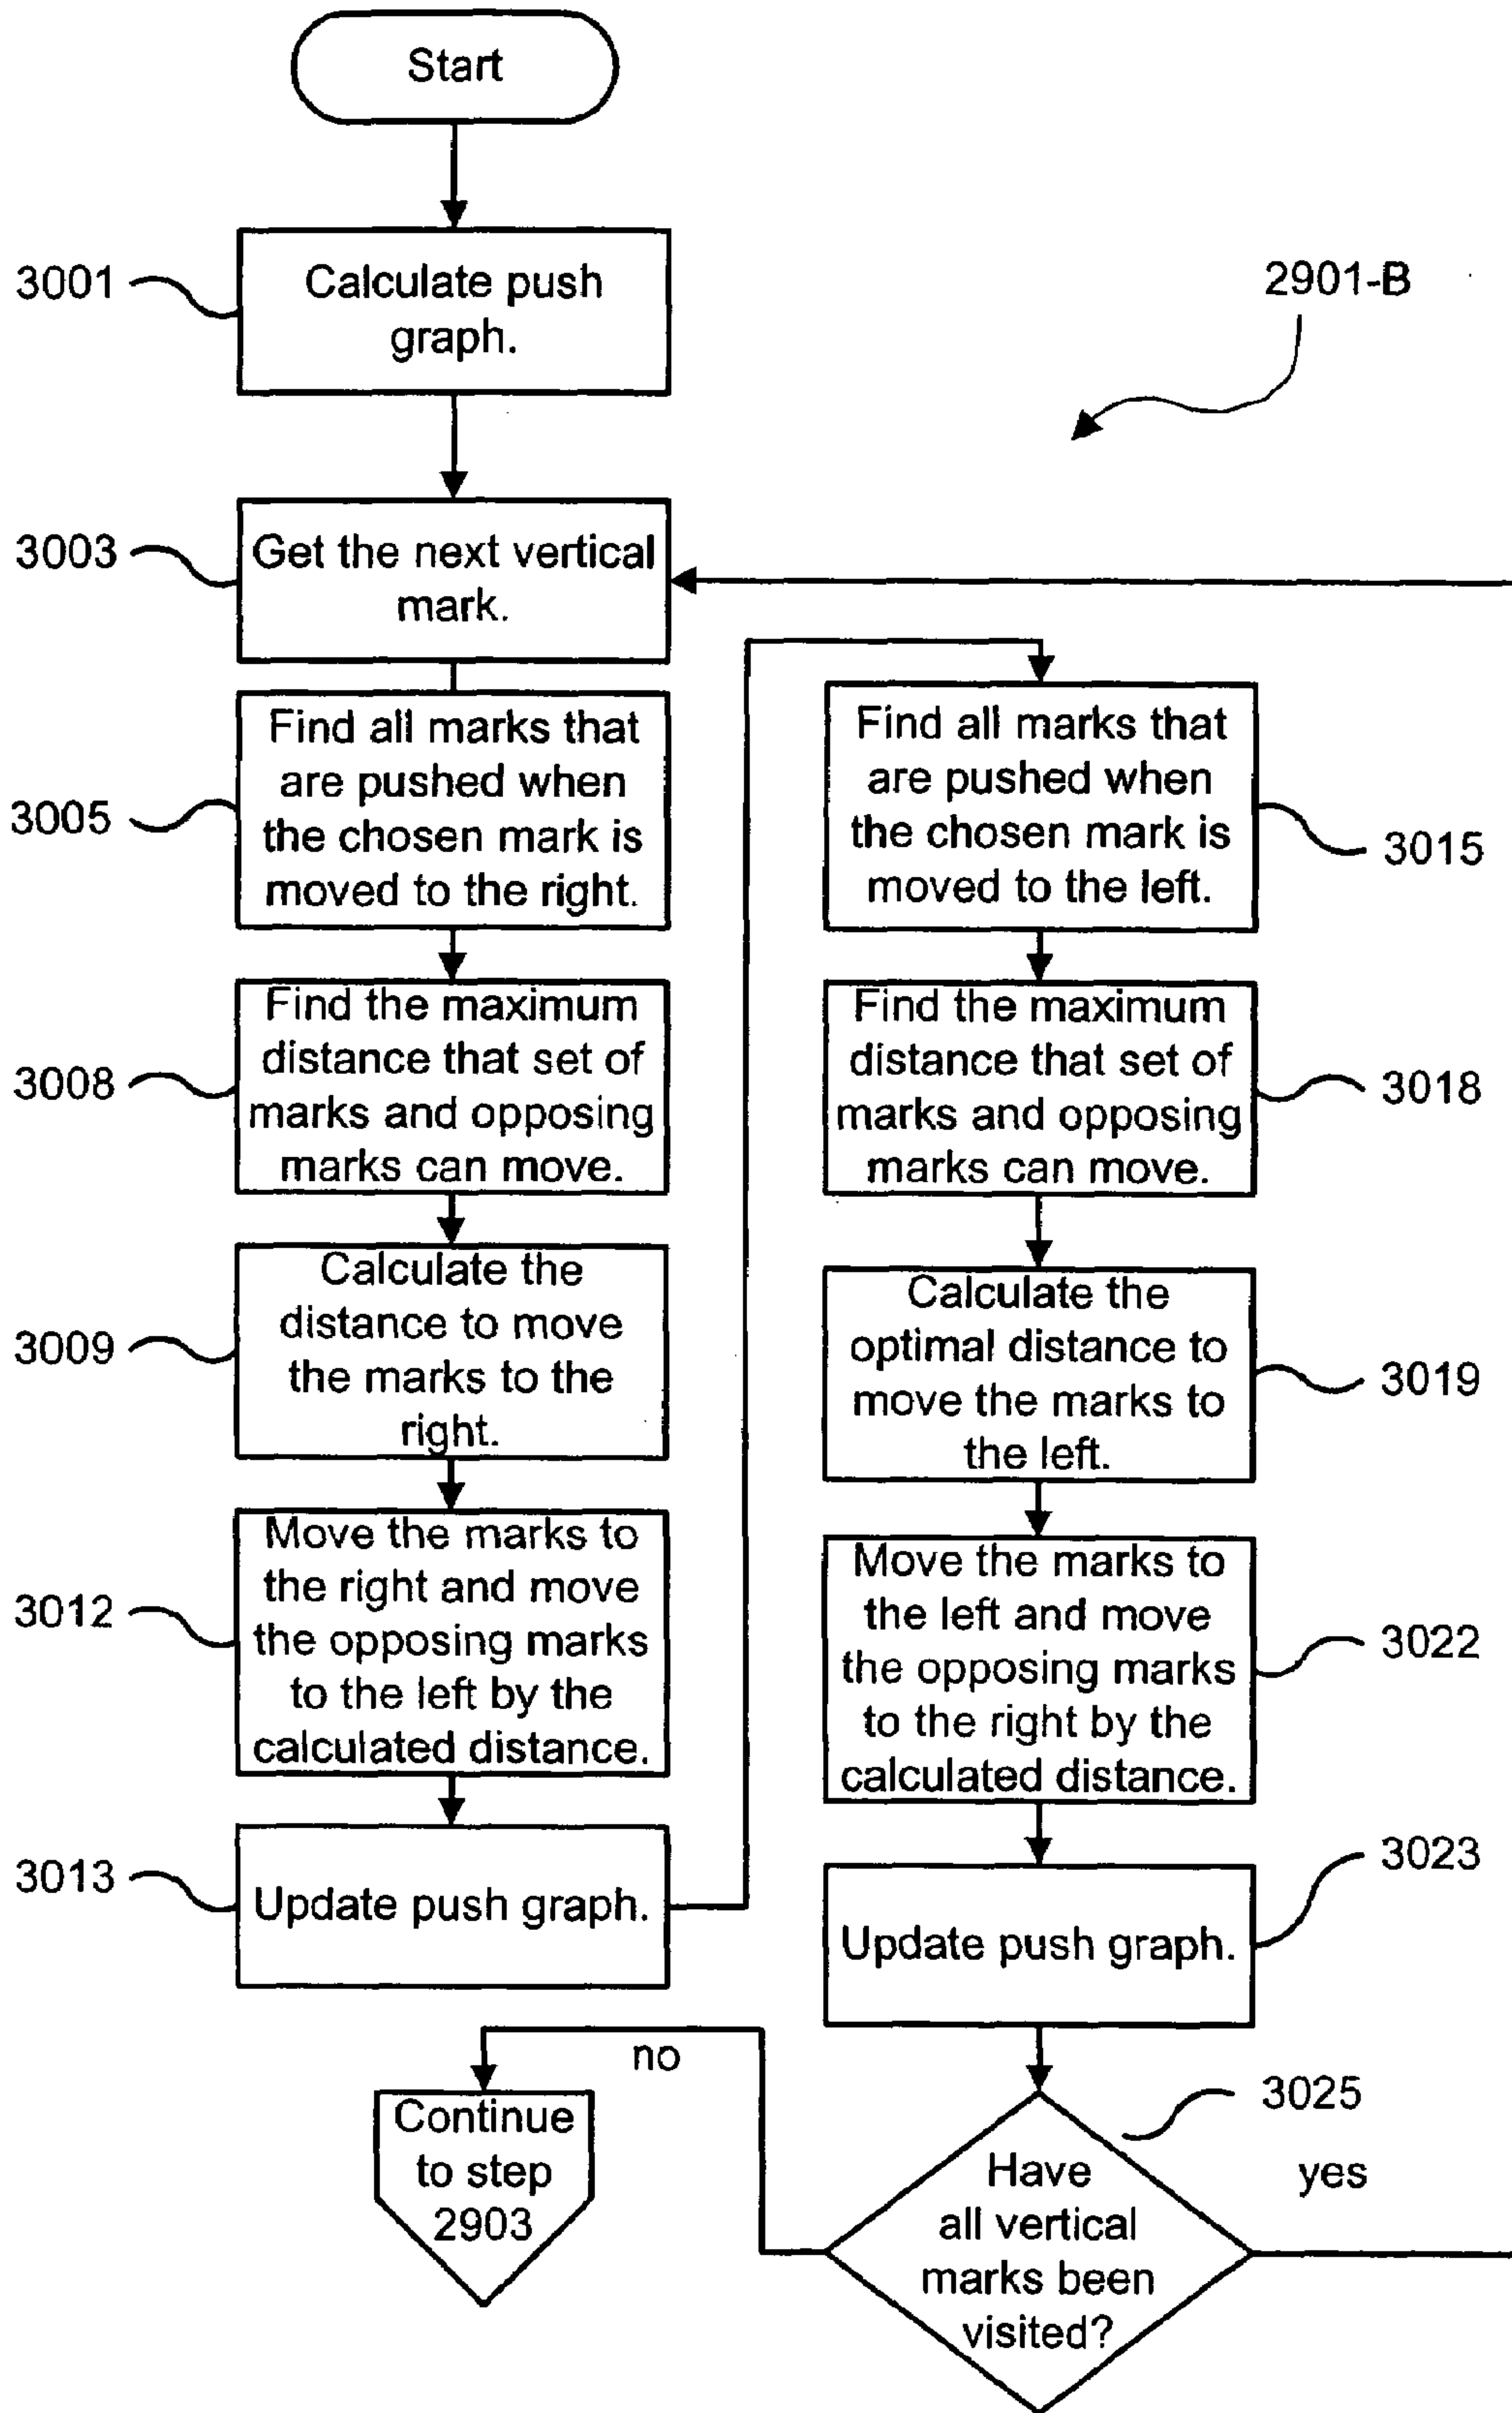 Start
3001
Calculate push
graph.
2901-B
3003
Get the next vertical
mark.
3005
Find all marks that
are pushed when
the chosen mark is
moved to the right.
3008
Find the maximum
distance that set of
marks and opposing
marks can move.
3009
Calculate the
distance to move
the marks to the
right.
3012
Move the marks to
the right and move
the opposing marks
to the left by the
calculated distance.
3013
Update push graph.
Find all marks that
are pushed when
the chosen mark is
moved to the left.
3015
Find the maximum
distance that set of
marks and opposing
marks can move.
3018
Calculate the
optimal distance to
move the marks to
the left.
3019
Move the marks to
the left and move
the opposing marks
to the right by the
calculated distance.
3022
Update push graph.
3023
Have
all vertical
marks been
visited?
3025
yes
no
Continue
to step
2903